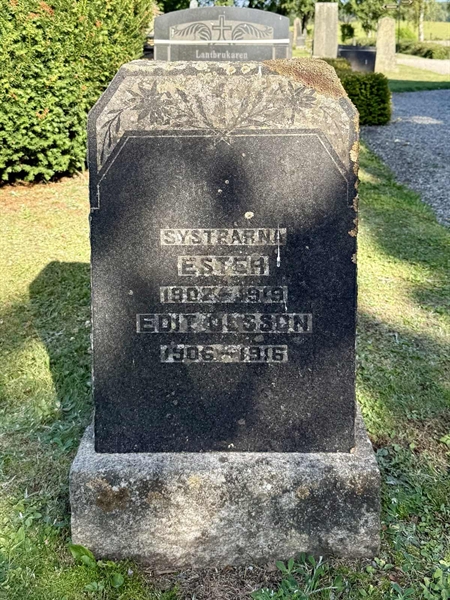 Lantbrukaren
SYSTRARNA
ESTER
1902 - 1919
EDIT OLSSON
1906 - 1916